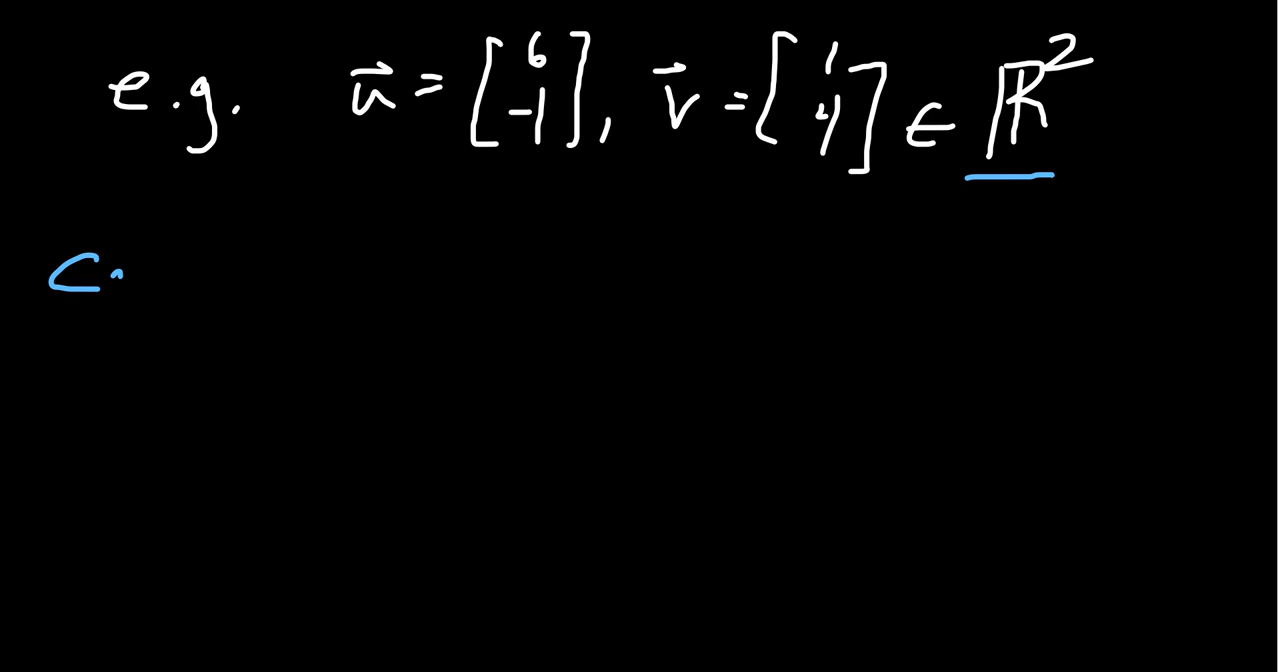 e.g. u⃗ = [6 -1], v⃗ = [1 4] ∈ ℝ²